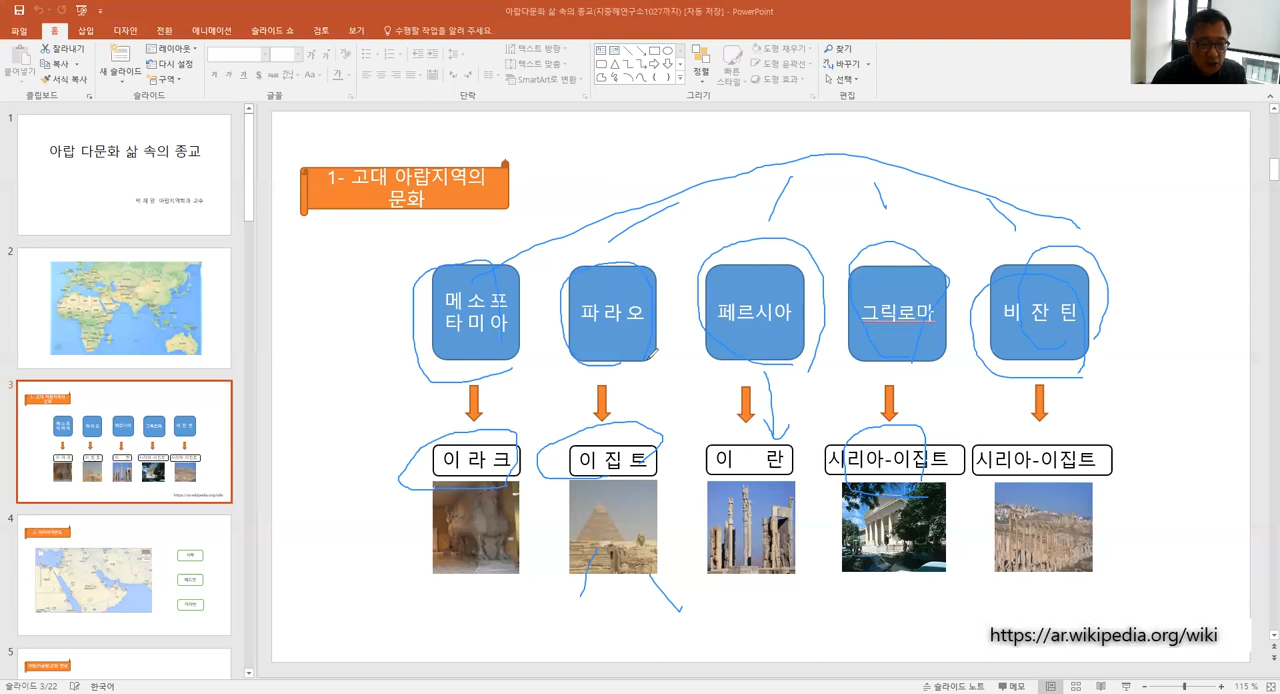 아랍다문화 삶 속의 종교(지중해연구소1027까지) [자동 저장] - PowerPoint
파일 홈 삽입 디자인 전환 애니메이션 슬라이드 쇼 검토 보기 수행할 작업을 알려 주세요.
붙여넣기
잘라내기
복사
서식 복사
클립보드
새 슬라이드
레이아웃
다시 설정
구역
슬라이드
글꼴
텍스트 방향
텍스트 맞춤
SmartArt로 변환
단락
정렬
빠른 스타일
도형 채우기
도형 윤곽선
도형 효과
그리기
찾기
바꾸기
선택
편집
1
아랍 다문화 삶 속의 종교
아랍지역학과 교수
2
3
4
5
1- 고대 아랍지역의
문화
메 소 프
타 미 아
파 라 오
페르시아
그릭로마
비 잔 틴
이 라 크
이 집 트
이 란
시리아-이집트
시리아-이집트
https://ar.wikipedia.org/wiki
슬라이드 3/22 한국어 슬라이드 노트 메모 115 %